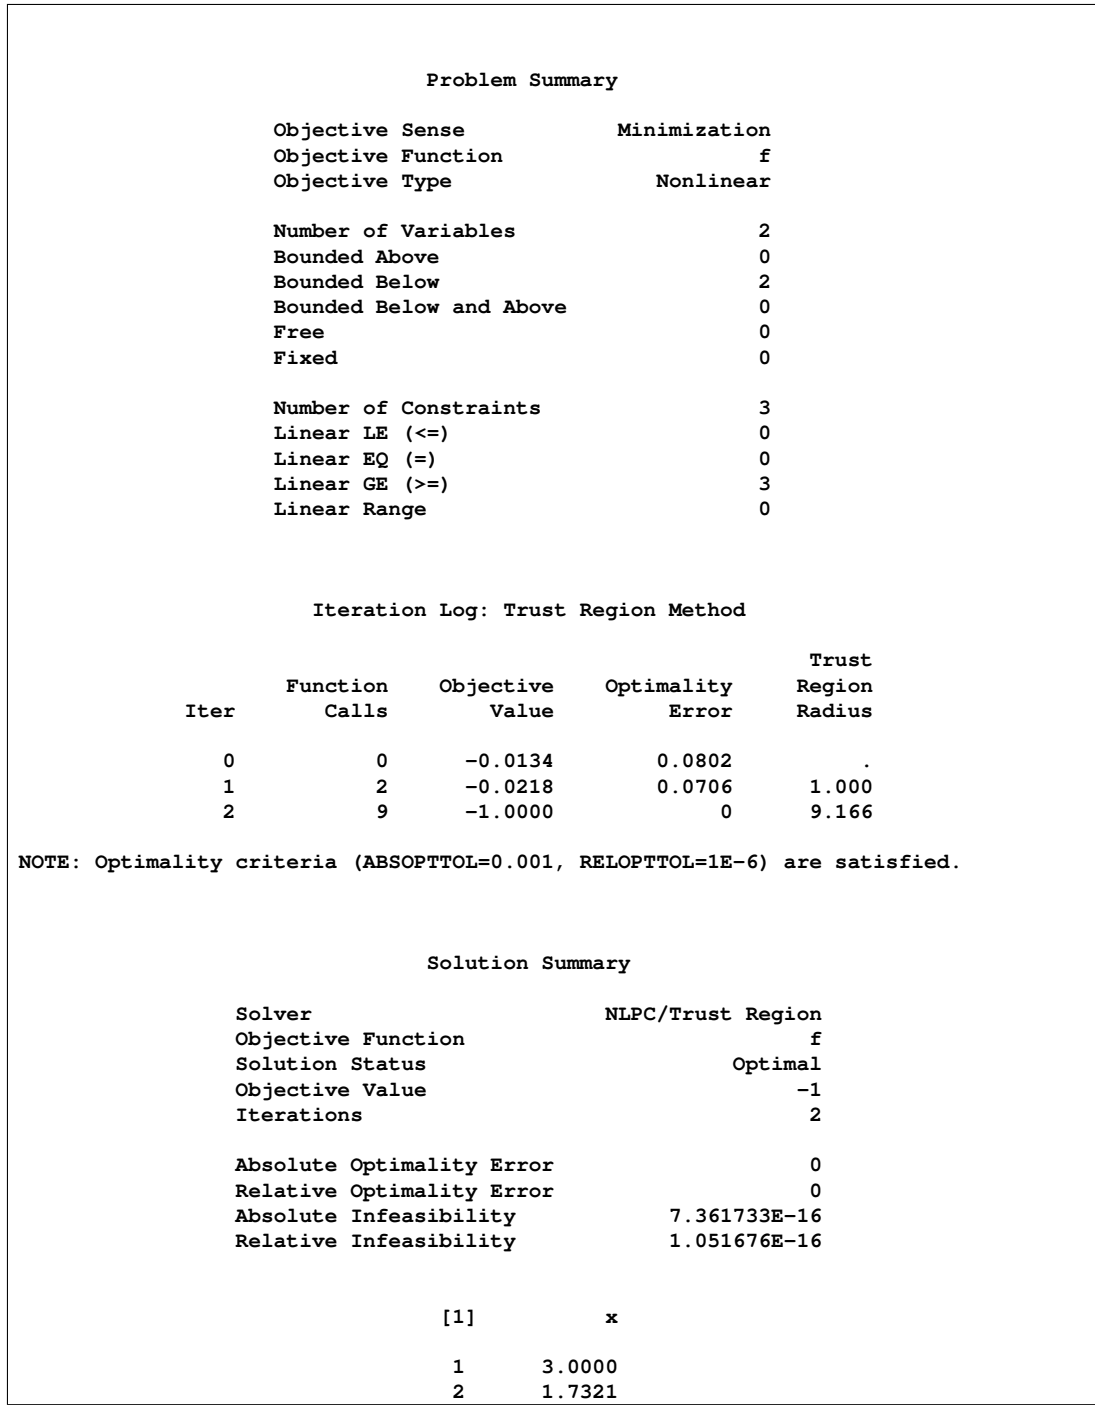 Problem Summary
Objective Sense Minimization
Objective Function f
Objective Type Nonlinear
Number of Variables 2
Bounded Above 0
Bounded Below 2
Bounded Below and Above 0
Free 0
Fixed 0
Number of Constraints 3
Linear LE (<=) 0
Linear EQ (=) 0
Linear GE (>=) 3
Linear Range 0
Iteration Log: Trust Region Method
Trust
Function Objective Optimality Region
Iter Calls Value Error Radius
0 0 -0.0134 0.0802 .
1 2 -0.0218 0.0706 1.000
2 9 -1.0000 0 9.166
NOTE: Optimality criteria (ABSOPTTOL=0.001, RELOPTTOL=1E-6) are satisfied.
Solution Summary
Solver NLPC/Trust Region
Objective Function f
Solution Status Optimal
Objective Value -1
Iterations 2
Absolute Optimality Error 0
Relative Optimality Error 0
Absolute Infeasibility 7.361733E-16
Relative Infeasibility 1.051676E-16
[1] x
1 3.0000
2 1.7321